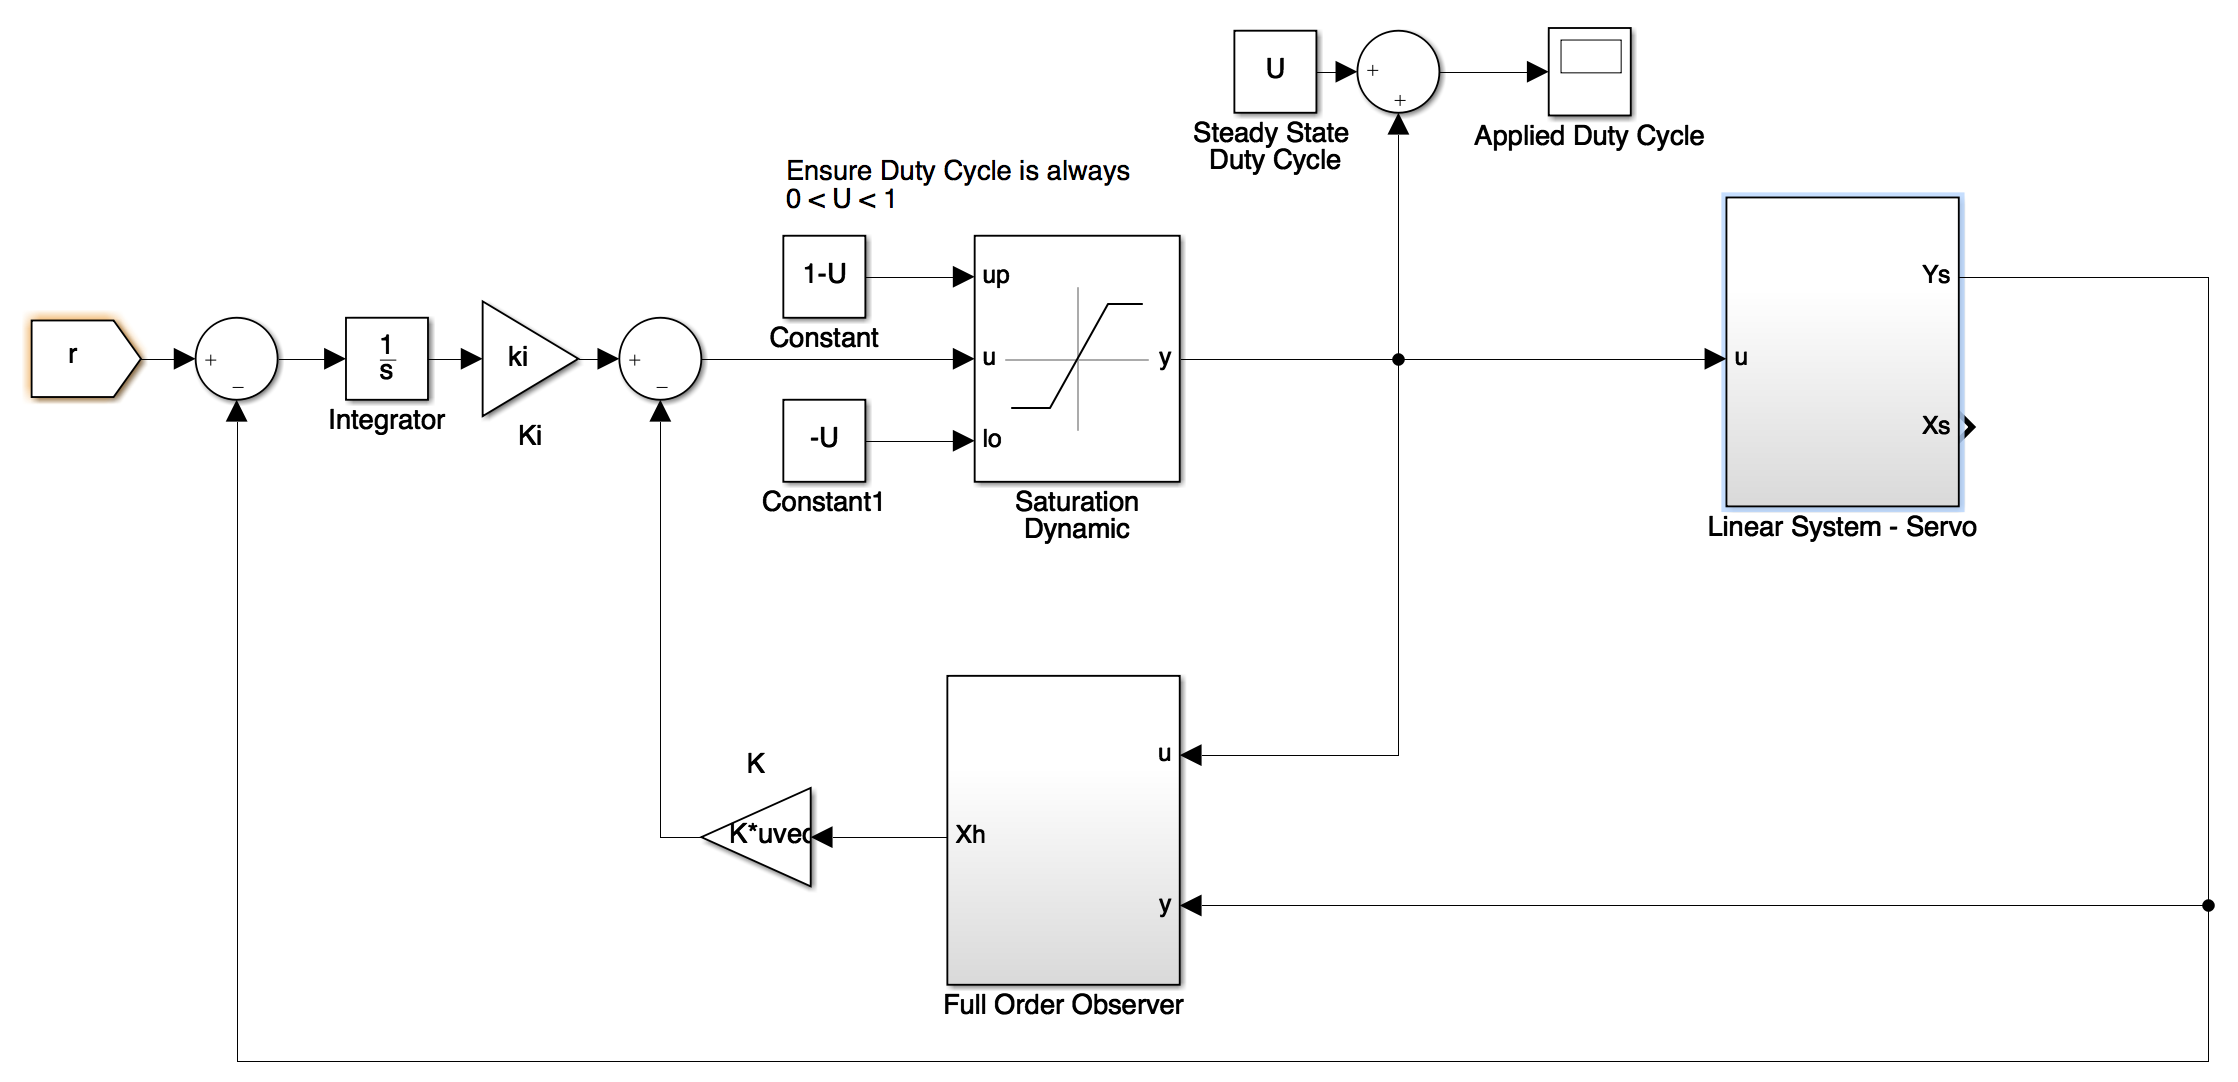 U
+
+
Steady State
Duty Cycle
Applied Duty Cycle
Ensure Duty Cycle is always
0 < U < 1
1-U
Constant
up
u
lo
y
-U
Constant1
Saturation
Dynamic
r
+
−
1
s
Integrator
ki
Ki
+
−
u
Ys
Xs
Linear System - Servo
K
K*uvec
Xh
u
y
Full Order Observer